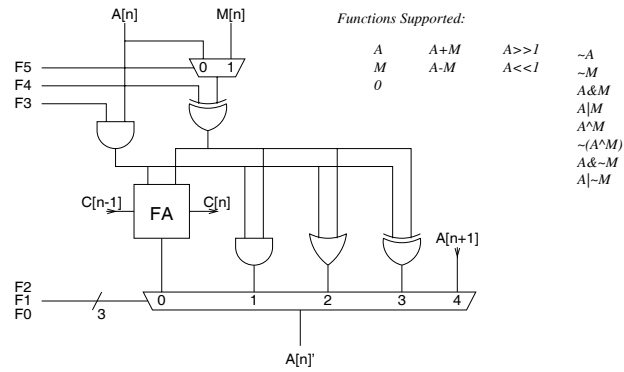 A[n] M[n]
Functions Supported:
A A+M A>>1
M A-M A<<1
0
~A
~M
A&M
A|M
A^M
~(A^M)
A&~M
A|~M
F5
F4
F3
0 1
C[n-1] FA C[n]
A[n+1]
F2
F1
F0
3
0 1 2 3 4
A[n]'